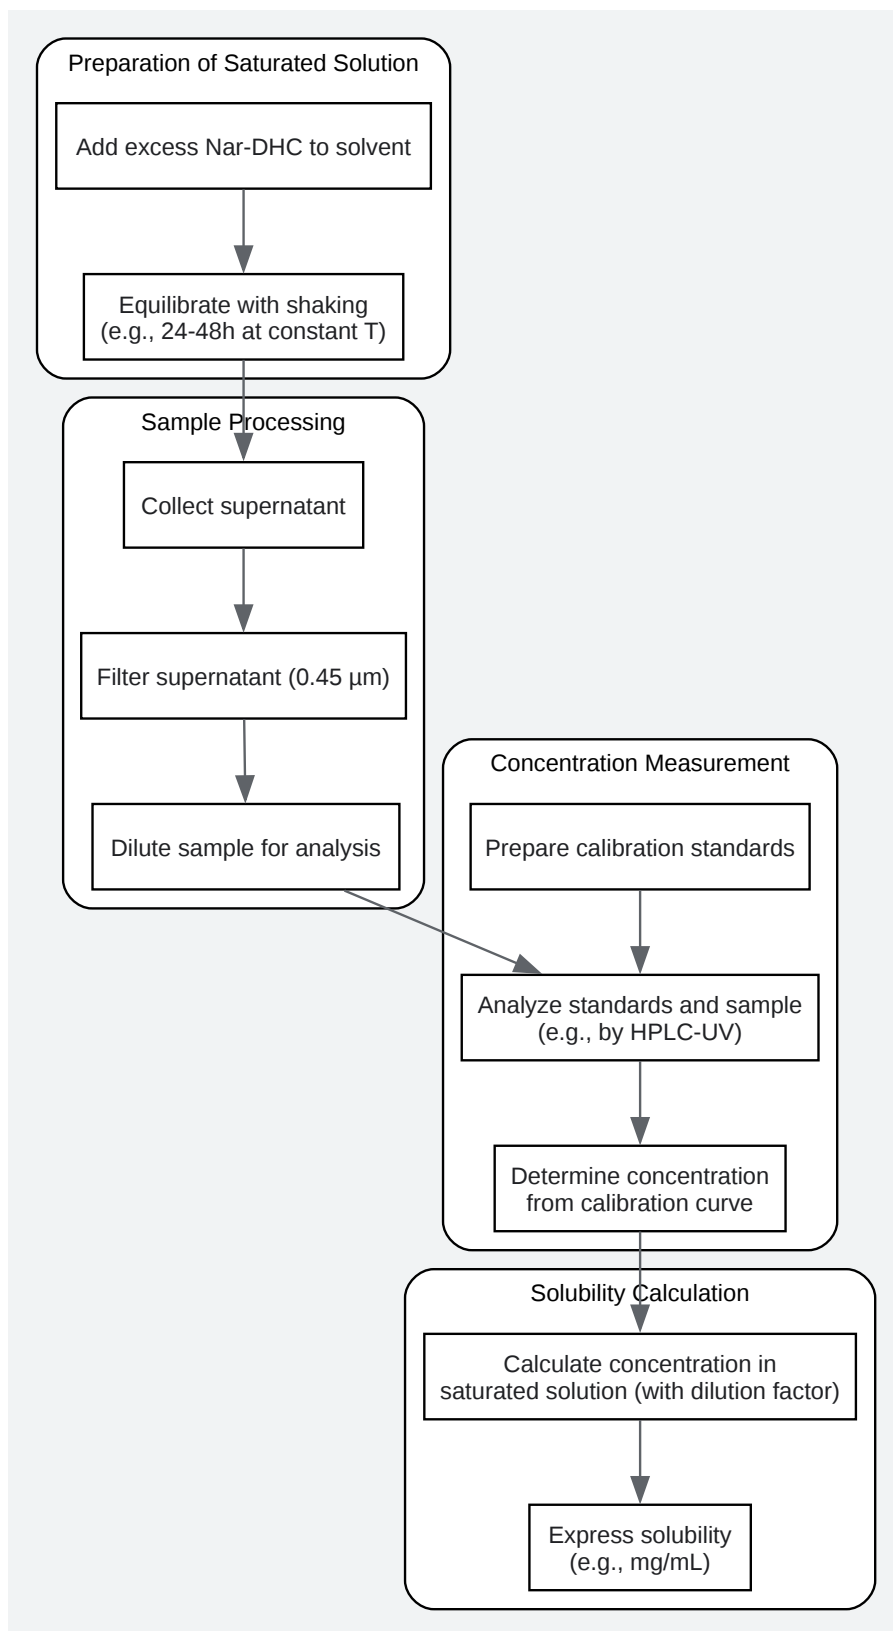 Preparation of Saturated Solution
Add excess Nar-DHC to solvent
Equilibrate with shaking
(e.g., 24-48h at constant T)
Sample Processing
Collect supernatant
Filter supernatant (0.45 µm)
Dilute sample for analysis
Concentration Measurement
Prepare calibration standards
Analyze standards and sample
(e.g., by HPLC-UV)
Determine concentration
from calibration curve
Solubility Calculation
Calculate concentration in
saturated solution (with dilution factor)
Express solubility
(e.g., mg/mL)